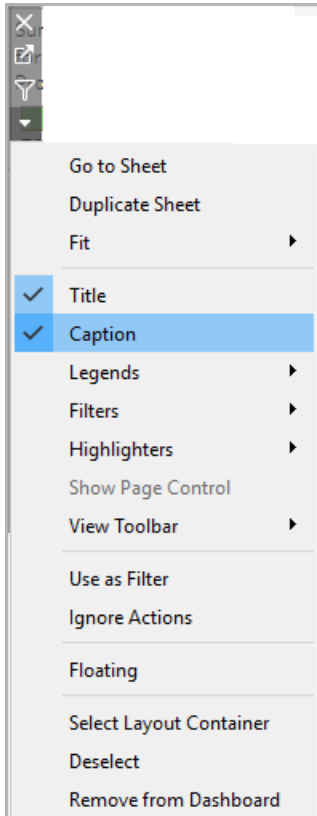 Go to Sheet
Duplicate Sheet
Fit
Title
Caption
Legends
Filters
Highlighters
Show Page Control
View Toolbar
Use as Filter
Ignore Actions
Floating
Select Layout Container
Deselect
Remove from Dashboard